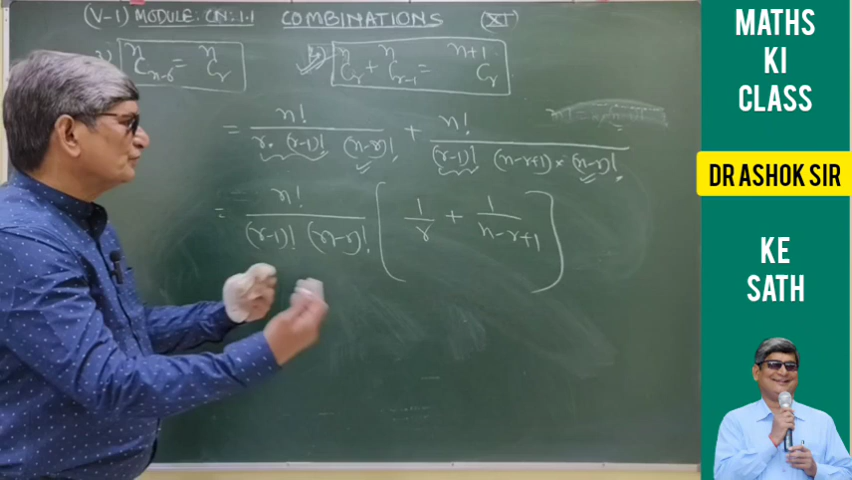 (V-1) MODULE: CN: 1.1 COMBINATIONS (XI)
ⁿCₙ₋ᵣ = ⁿCᵣ
ⁿCᵣ + ⁿCᵣ₋₁ = ⁿ⁺¹Cᵣ
= n! / (r. (r-1)! (n-r)!) + n! / ((r-1)! (n-r+1) × (n-r)!)
= n! / ((r-1)! (n-r)!) (1/r + 1/(n-r+1))
MATHS
KI
CLASS
DR ASHOK SIR
KE
SATH